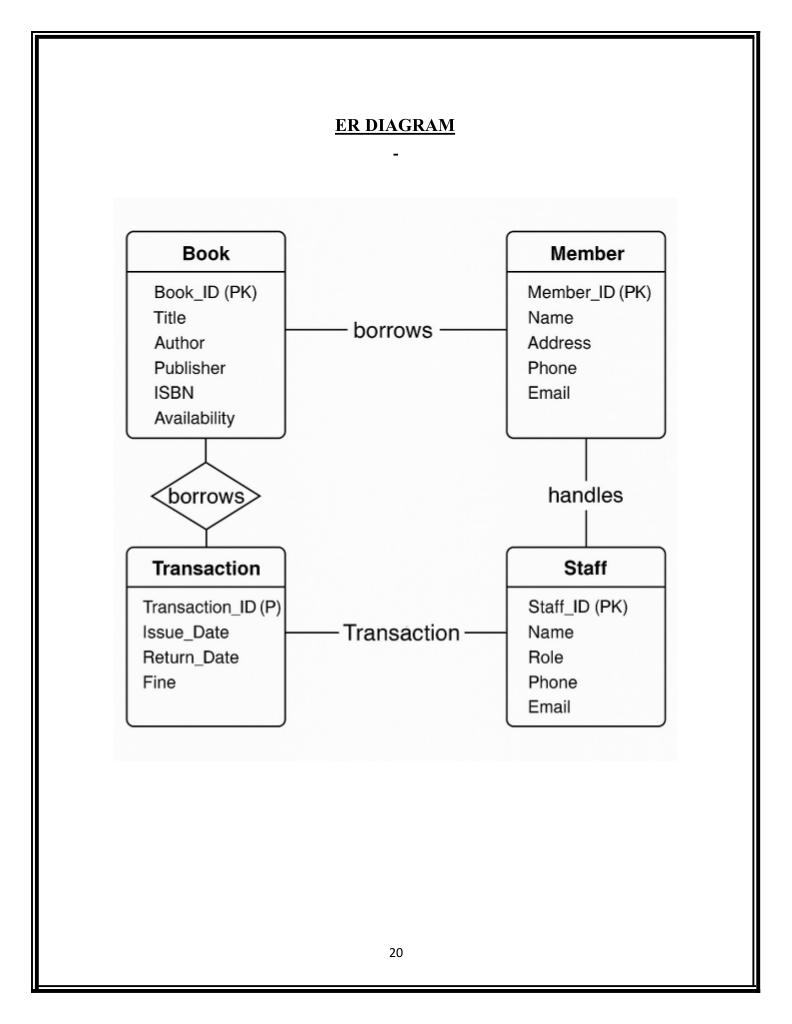 ER DIAGRAM
-
Book
Book_ID (PK)
Title
Author
Publisher
ISBN
Availability
borrows
Member
Member_ID (PK)
Name
Address
Phone
Email
borrows
handles
Transaction
Transaction_ID (P)
Issue_Date
Return_Date
Fine
Transaction
Staff
Staff_ID (PK)
Name
Role
Phone
Email
20